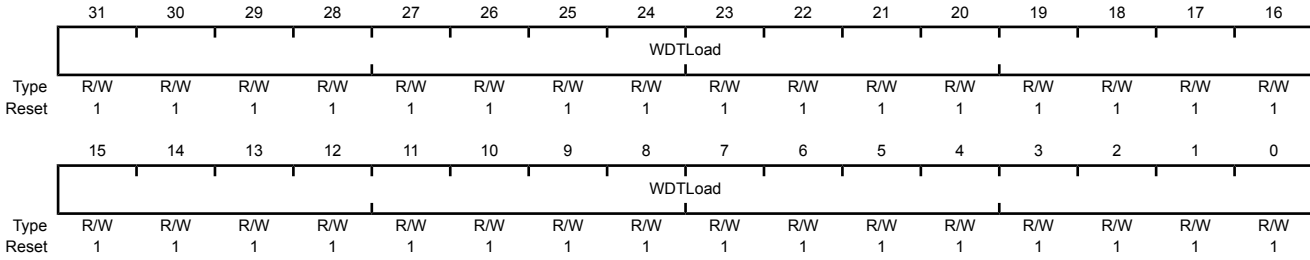 31 30 29 28 27 26 25 24 23 22 21 20 19 18 17 16
WDTLoad
Type R/W R/W R/W R/W R/W R/W R/W R/W R/W R/W R/W R/W R/W R/W R/W R/W
Reset 1 1 1 1 1 1 1 1 1 1 1 1 1 1 1 1
15 14 13 12 11 10 9 8 7 6 5 4 3 2 1 0
WDTLoad
Type R/W R/W R/W R/W R/W R/W R/W R/W R/W R/W R/W R/W R/W R/W R/W R/W
Reset 1 1 1 1 1 1 1 1 1 1 1 1 1 1 1 1